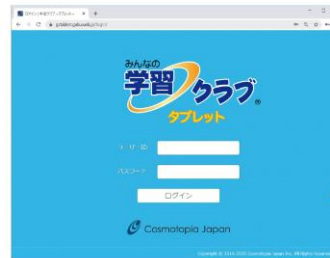 みんなの
学習クラブ®
タブレット
ユーザーID
パスワード
ログイン
Cosmotopia Japan